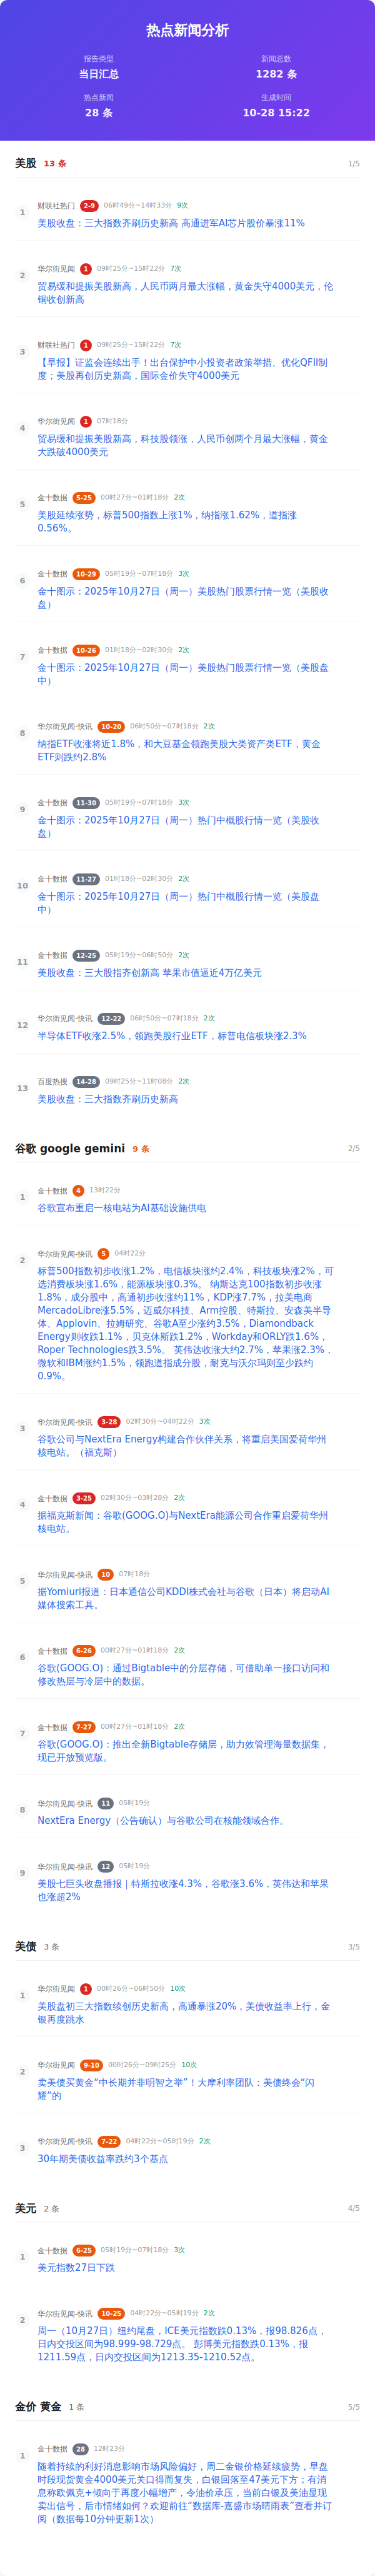 热点新闻分析
报告类型
新闻总数
当日汇总
1282 条
热点新闻
生成时间
28 条
10-28 15:22
美股 13 条
1/5
1
财联社热门 2-9 06时49分~14时33分 9次
美股收盘：三大指数齐刷历史新高 高通进军AI芯片股价暴涨11%
2
华尔街见闻 1 09时25分~15时22分 7次
贸易缓和提振美股新高，人民币两月最大涨幅，黄金失守4000美元，伦
铜收创新高
3
财联社热门 1 09时25分~15时22分 7次
【早报】证监会连续出手！出台保护中小投资者政策举措、优化QFII制
度；美股再创历史新高，国际金价失守4000美元
4
华尔街见闻 1 07时18分
贸易缓和提振美股新高，科技股领涨，人民币创两个月最大涨幅，黄金
大跌破4000美元
5
金十数据 5-25 00时27分~01时18分 2次
美股延续涨势，标普500指数上涨1%，纳指涨1.62%，道指涨
0.56%。
6
金十数据 10-29 05时19分~07时18分 3次
金十图示：2025年10月27日（周一）美股热门股票行情一览（美股收
盘）
7
金十数据 10-26 01时18分~02时30分 2次
金十图示：2025年10月27日（周一）美股热门股票行情一览（美股盘
中）
8
华尔街见闻-快讯 10-20 06时50分~07时18分 2次
纳指ETF收涨将近1.8%，和大豆基金领跑美股大类资产类ETF，黄金
ETF则跌约2.8%
9
金十数据 11-30 05时19分~07时18分 3次
金十图示：2025年10月27日（周一）热门中概股行情一览（美股收
盘）
10
金十数据 11-27 01时18分~02时30分 2次
金十图示：2025年10月27日（周一）热门中概股行情一览（美股盘
中）
11
金十数据 12-25 05时19分~06时50分 2次
美股收盘：三大股指齐创新高 苹果市值逼近4万亿美元
12
华尔街见闻-快讯 12-22 06时50分~07时18分 2次
半导体ETF收涨2.5%，领跑美股行业ETF，标普电信板块涨2.3%
13
百度热搜 14-28 09时25分~11时08分 2次
美股收盘：三大指数齐刷历史新高
谷歌 google gemini 9 条
2/5
1
金十数据 4 13时22分
谷歌宣布重启一核电站为AI基础设施供电
2
华尔街见闻-快讯 5 04时22分
标普500指数初步收涨1.2%，电信板块涨约2.4%，科技板块涨2%，可
选消费板块涨1.6%，能源板块涨0.3%。 纳斯达克100指数初步收涨
1.8%，成分股中，高通初步收涨约11%，KDP涨7.7%，拉美电商
MercadoLibre涨5.5%，迈威尔科技、Arm控股、特斯拉、安森美半导
体、Applovin、拉姆研究、谷歌A至少涨约3.5%，Diamondback
Energy则收跌1.1%，贝克休斯跌1.2%，Workday和ORLY跌1.6%，
Roper Technologies跌3.5%。 英伟达收涨大约2.7%，苹果涨2.3%，
微软和IBM涨约1.5%，领跑道指成分股，耐克与沃尔玛则至少跌约
0.9%。
3
华尔街见闻-快讯 3-28 02时30分~04时22分 3次
谷歌公司与NextEra Energy构建合作伙伴关系，将重启美国爱荷华州
核电站。（福克斯）
4
金十数据 3-25 02时30分~03时28分 2次
据福克斯新闻：谷歌(GOOG.O)与NextEra能源公司合作重启爱荷华州
核电站。
5
华尔街见闻-快讯 10 07时18分
据Yomiuri报道：日本通信公司KDDI株式会社与谷歌（日本）将启动AI
媒体搜索工具。
6
金十数据 6-26 00时27分~01时18分 2次
谷歌(GOOG.O)：通过Bigtable中的分层存储，可借助单一接口访问和
修改热层与冷层中的数据。
7
金十数据 7-27 00时27分~01时18分 2次
谷歌(GOOG.O)：推出全新Bigtable存储层，助力效管理海量数据集，
现已开放预览版。
8
华尔街见闻-快讯 11 05时19分
NextEra Energy（公告确认）与谷歌公司在核能领域合作。
9
华尔街见闻-快讯 12 05时19分
美股七巨头收盘播报｜特斯拉收涨4.3%，谷歌涨3.6%，英伟达和苹果
也涨超2%
美债 3 条
3/5
1
华尔街见闻 1 00时26分~06时50分 10次
美股盘初三大指数续创历史新高，高通暴涨20%，美债收益率上行，金
银再度跳水
2
华尔街见闻 9-10 00时26分~09时25分 10次
卖美债买黄金“中长期并非明智之举”！大摩利率团队：美债终会“闪
耀”的
3
华尔街见闻-快讯 7-22 04时22分~05时19分 2次
30年期美债收益率跌约3个基点
美元 2 条
4/5
1
金十数据 6-25 05时19分~07时18分 3次
美元指数27日下跌
2
华尔街见闻-快讯 10-25 04时22分~05时19分 2次
周一（10月27日）纽约尾盘，ICE美元指数跌0.13%，报98.826点，
日内交投区间为98.999-98.729点。 彭博美元指数跌0.13%，报
1211.59点，日内交投区间为1213.35-1210.52点。
金价 黄金 1 条
5/5
1
金十数据 28 12时23分
随着持续的利好消息影响市场风险偏好，周二金银价格延续疲势，早盘
时段现货黄金4000美元关口得而复失，白银回落至47美元下方；有消
息称欧佩克+倾向于再度小幅增产，令油价承压，当前白银及美油显现
卖出信号，后市情绪如何？欢迎前往“数据库-嘉盛市场晴雨表”查看并订
阅（数据每10分钟更新1次）